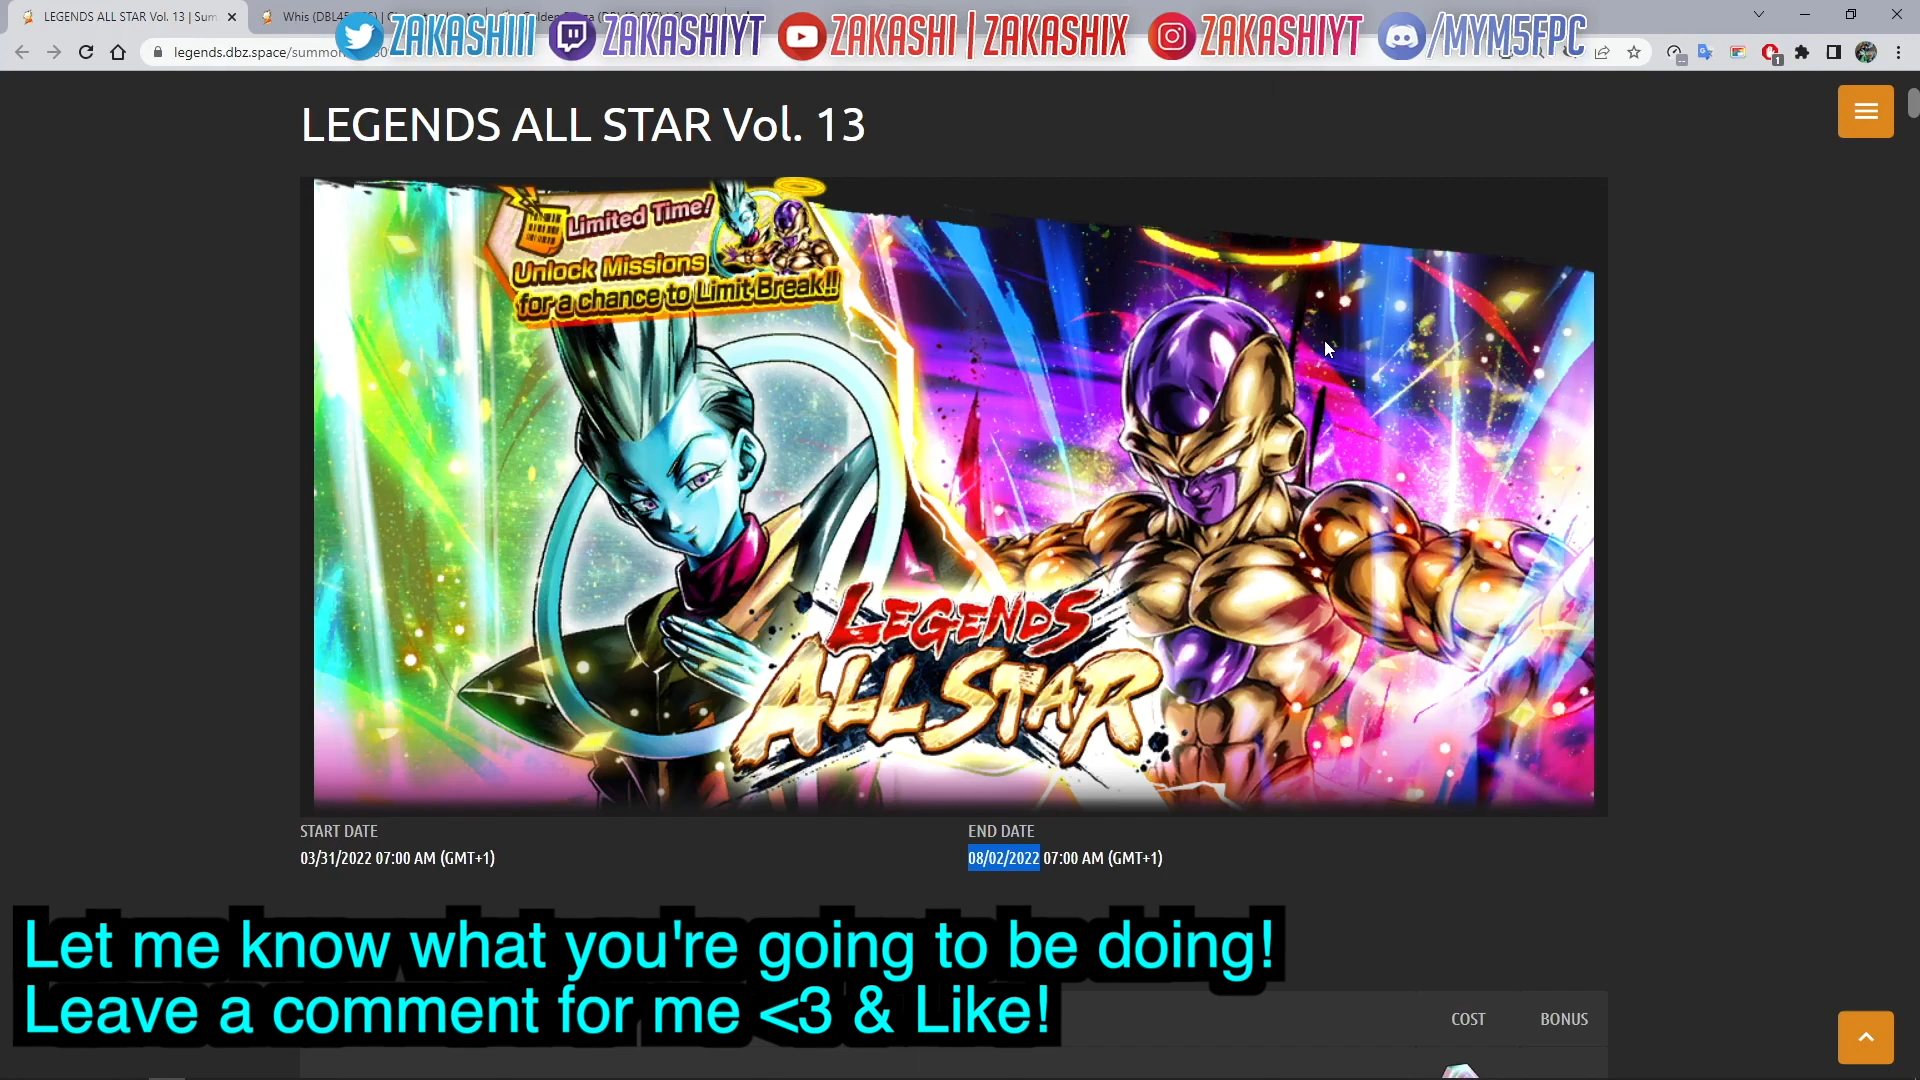 LEGENDS ALL STAR Vol. 13 | Sum
Whis (DBL45
ZAKASHIII
ZAKASHIYT
ZAKASHI | ZAKASHIX
ZAKASHIYT
/MYM5FPC
legends.dbz.space/summon
1
LEGENDS ALL STAR Vol. 13
Limited Time!
Unlock Missions
for a chance to Limit Break!!
LEGENDS
ALL STAR
START DATE
END DATE
03/31/2022 07:00 AM (GMT+1)
08/02/2022 07:00 AM (GMT+1)
Let me know what you're going to be doing!
Leave a comment for me <3 & Like!
COST
BONUS